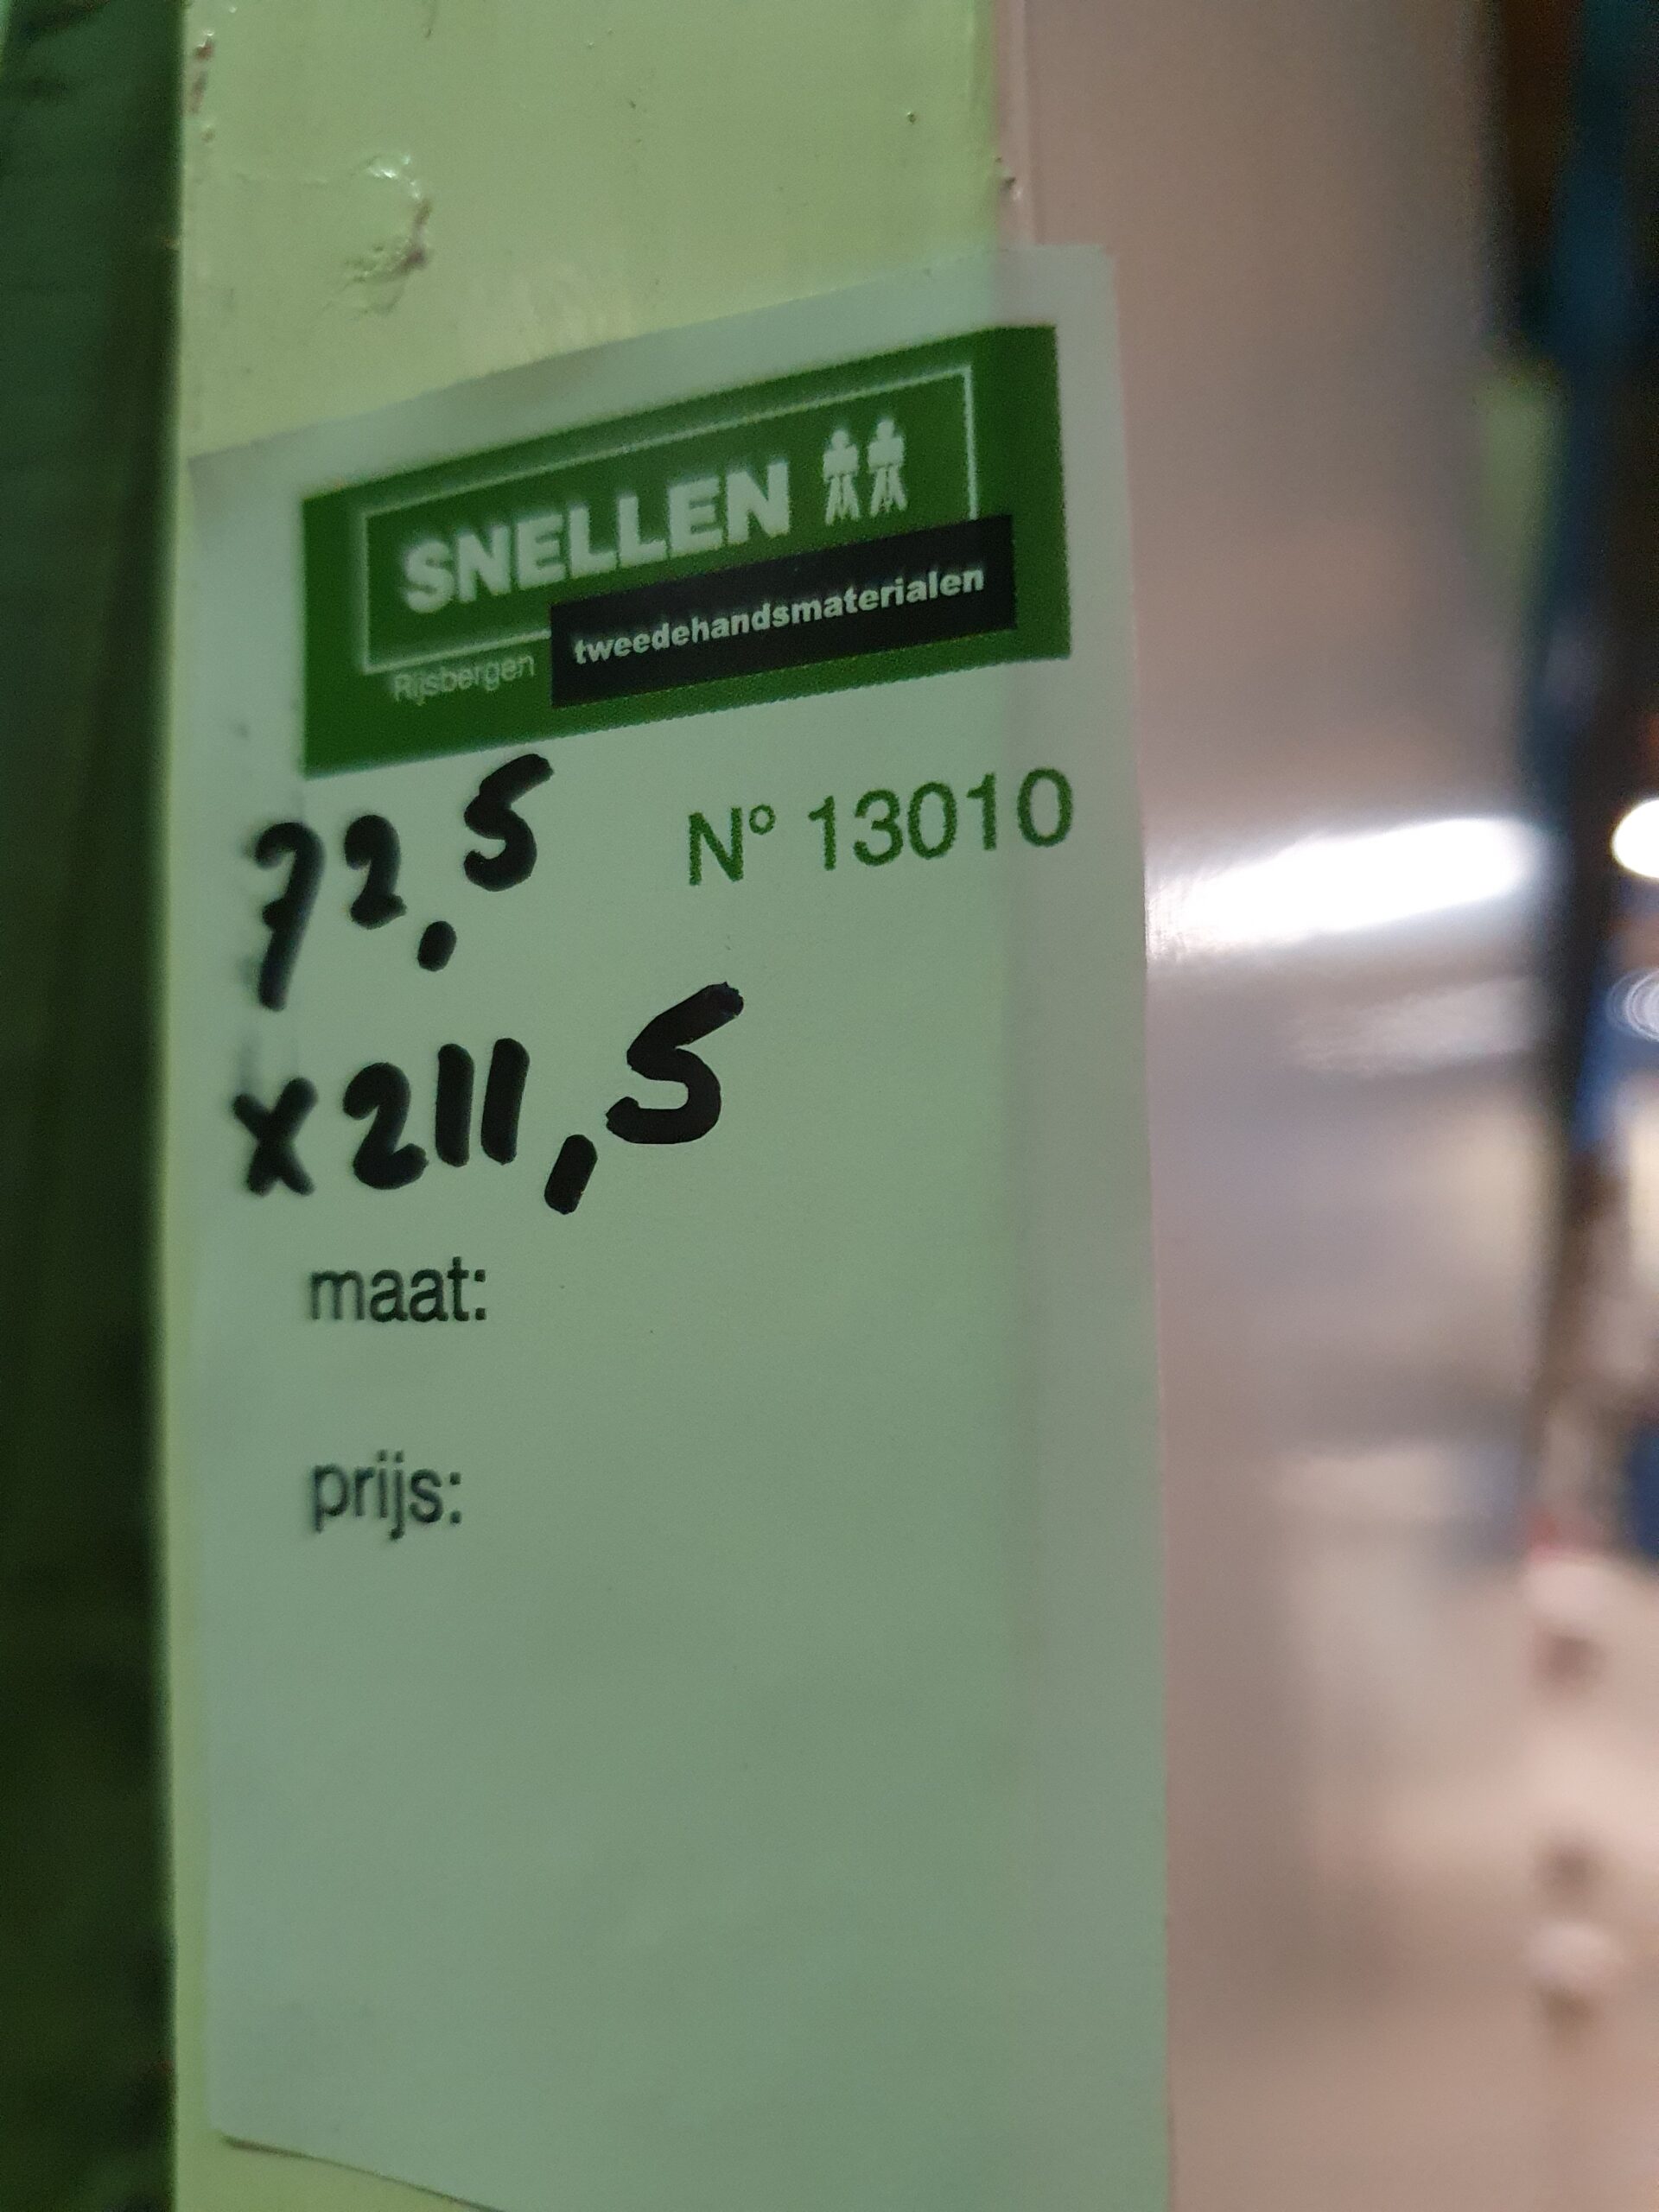 SNELLEN
tweedehandsmaterialen
Rijsbergen
72,5
N° 13010
x211,5
maat:
prijs: